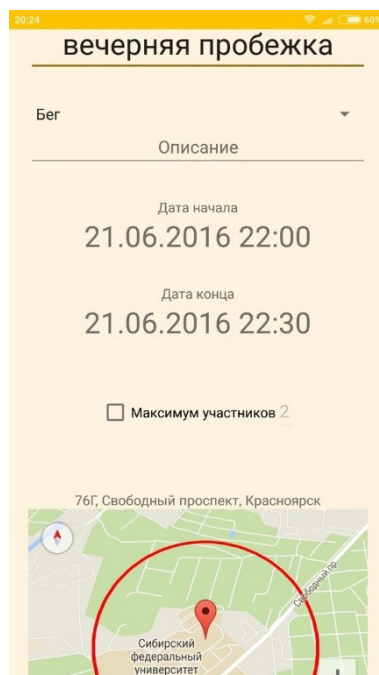 20:24 60%
вечерняя пробежка
Бег
Описание
Дата начала
21.06.2016 22:00
Дата конца
21.06.2016 22:30
Максимум участников 2
76Г, Свободный проспект, Красноярск
Свободный пр.
Сибирский
федеральный
университет